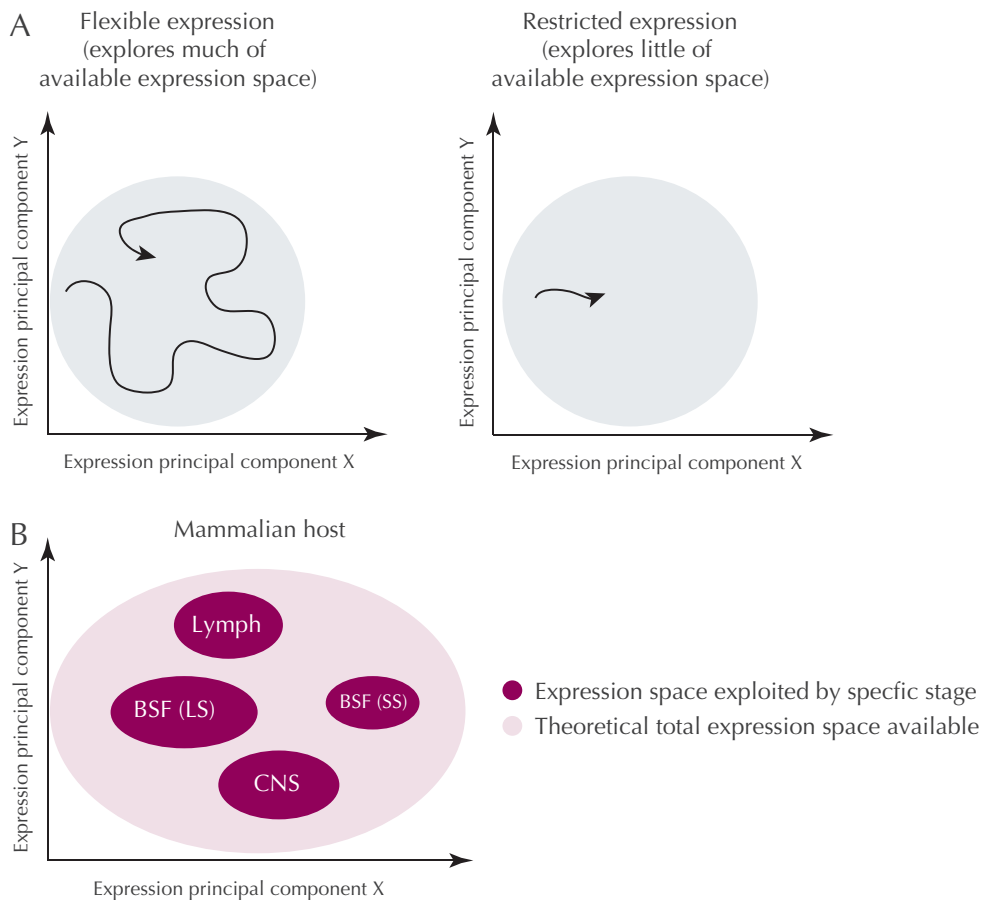 A
Flexible expression
(explores much of
available expression space)
Expression principal component Y
Expression principal component X
Restricted expression
(explores little of
available expression space)
Expression principal component Y
Expression principal component X
B
Mammalian host
Expression principal component Y
Lymph
BSF (LS)
BSF (SS)
CNS
Expression principal component X
Expression space exploited by specfic stage
Theoretical total expression space available